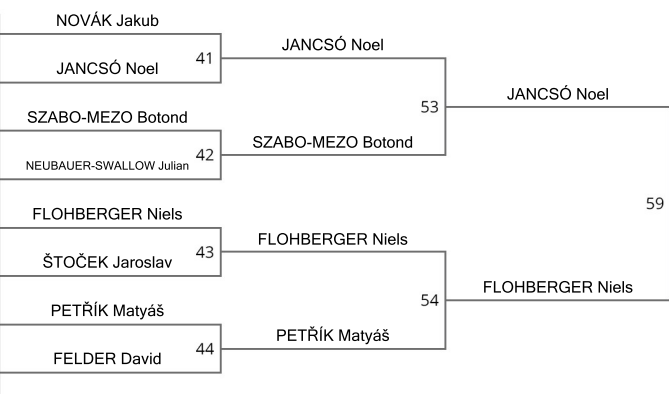 NOVÁK Jakub
41
JANCSÓ Noel
JANCSÓ Noel
53
SZABO-MEZO Botond
42
NEUBAUER-SWALLOW Julian
SZABO-MEZO Botond
JANCSÓ Noel
59
FLOHBERGER Niels
43
ŠTOČEK Jaroslav
FLOHBERGER Niels
54
PETŘÍK Matyáš
44
FELDER David
PETŘÍK Matyáš
FLOHBERGER Niels